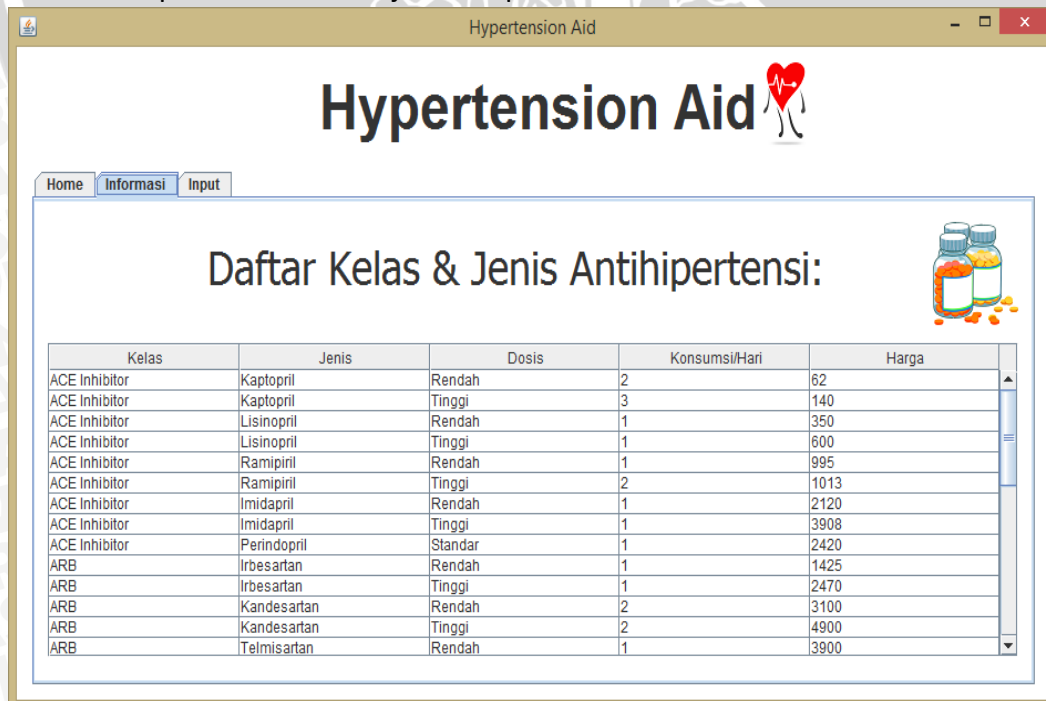 Hypertension Aid
Hypertension Aid
Home Informasi Input
Daftar Kelas & Jenis Antihipertensi:
Kelas Jenis Dosis Konsumsi/Hari Harga
ACE Inhibitor Kaptopril Rendah 2 62
ACE Inhibitor Kaptopril Tinggi 3 140
ACE Inhibitor Lisinopril Rendah 1 350
ACE Inhibitor Lisinopril Tinggi 1 600
ACE Inhibitor Ramipiril Rendah 1 995
ACE Inhibitor Ramipiril Tinggi 2 1013
ACE Inhibitor Imidapril Rendah 1 2120
ACE Inhibitor Imidapril Tinggi 1 3908
ACE Inhibitor Perindopril Standar 1 2420
ARB Irbesartan Rendah 1 1425
ARB Irbesartan Tinggi 1 2470
ARB Kandesartan Rendah 2 3100
ARB Kandesartan Tinggi 2 4900
ARB Telmisartan Rendah 1 3900